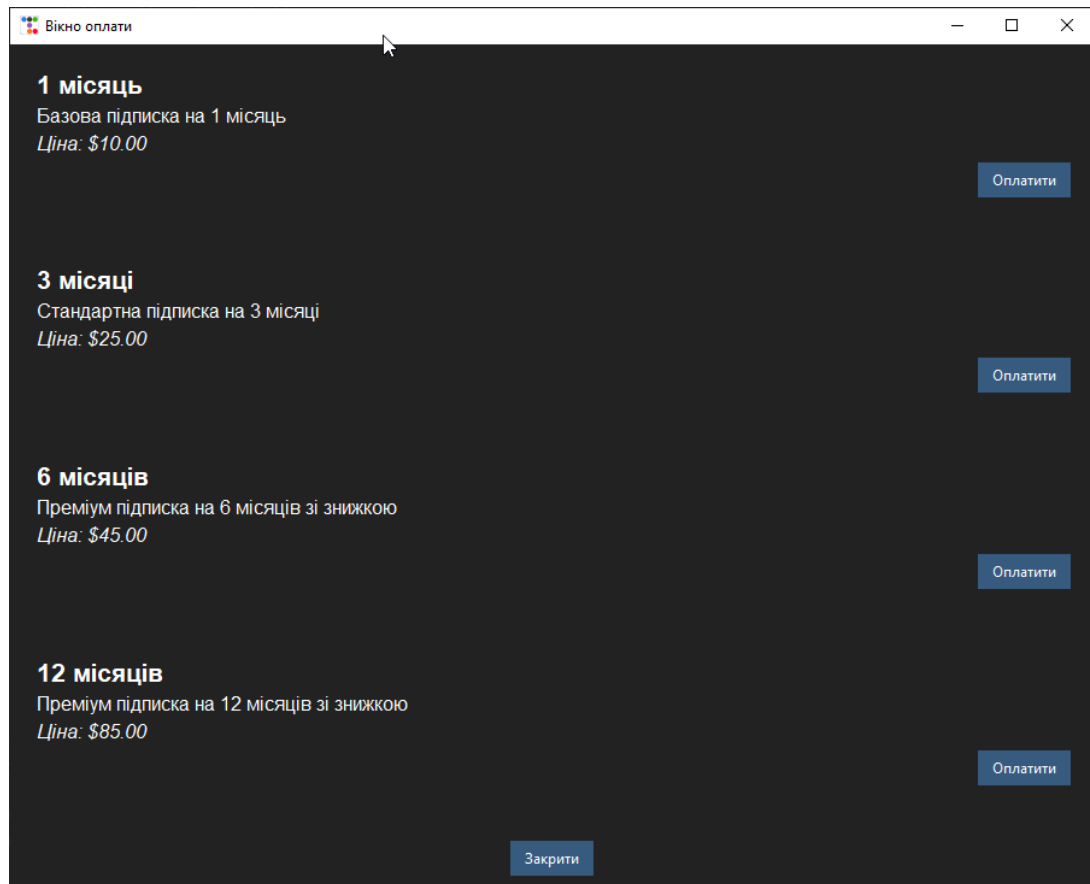 Вікно оплати
1 місяць
Базова підписка на 1 місяць
Ціна: $10.00
Оплатити
3 місяці
Стандартна підписка на 3 місяці
Ціна: $25.00
Оплатити
6 місяців
Преміум підписка на 6 місяців зі знижкою
Ціна: $45.00
Оплатити
12 місяців
Преміум підписка на 12 місяців зі знижкою
Ціна: $85.00
Оплатити
Закрити